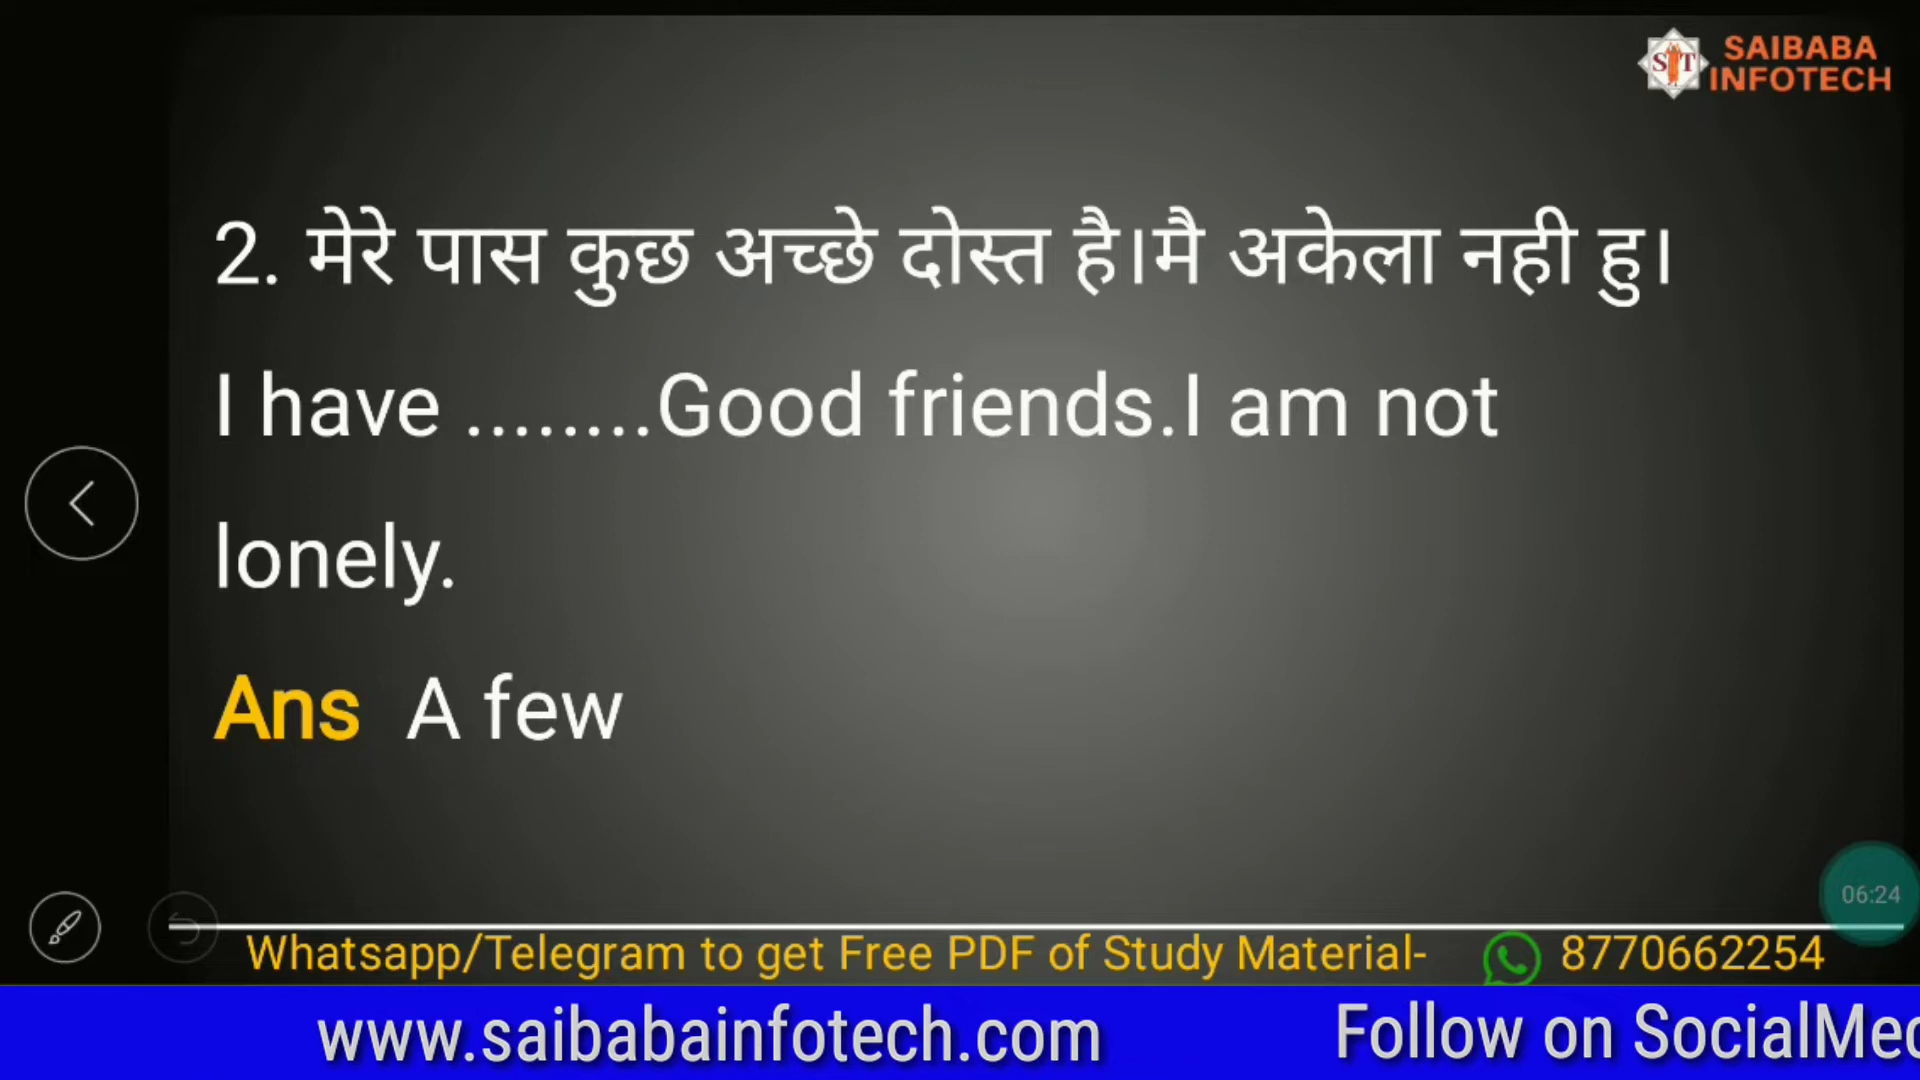 SAIBABA
INFOTECH
SIT
2. मेरे पास कुछ अच्छे दोस्त है।मै अकेला नही हु।
I have ........Good friends.I am not
lonely.
Ans A few
06:24
Whatsapp/Telegram to get Free PDF of Study Material- 8770662254
www.saibabainfotech.com Follow on SocialMed